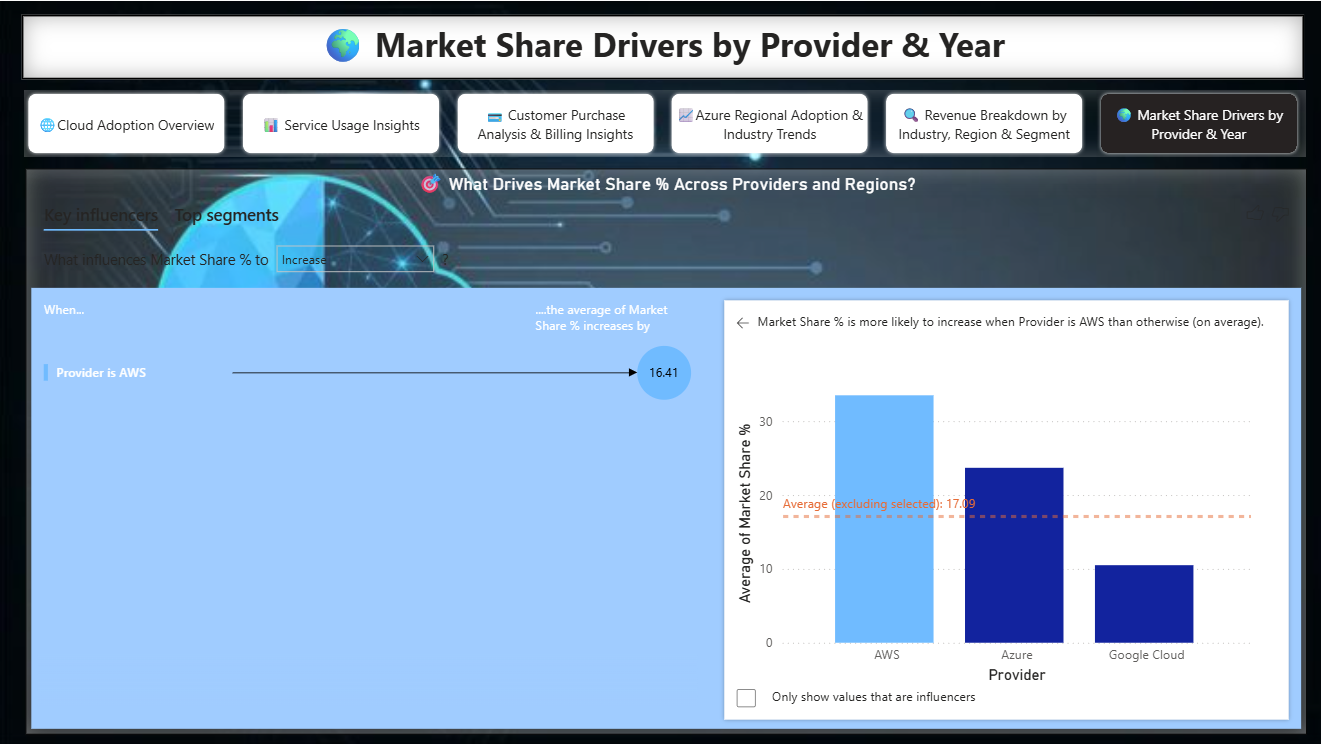 Market Share Drivers by Provider & Year
Cloud Adoption Overview
Service Usage Insights
Customer Purchase
Analysis & Billing Insights
Azure Regional Adoption &
Industry Trends
Revenue Breakdown by
Industry, Region & Segment
Market Share Drivers by
Provider & Year
What Drives Market Share % Across Providers and Regions?
Key influencers Top segments
What influences Market Share % to Increase ?
When...
....the average of Market
Share % increases by
Provider is AWS
16.41
Market Share % is more likely to increase when Provider is AWS than otherwise (on average).
Average of Market Share %
30
20
10
0
Average (excluding selected): 17.09
AWS Azure Google Cloud
Provider
Only show values that are influencers